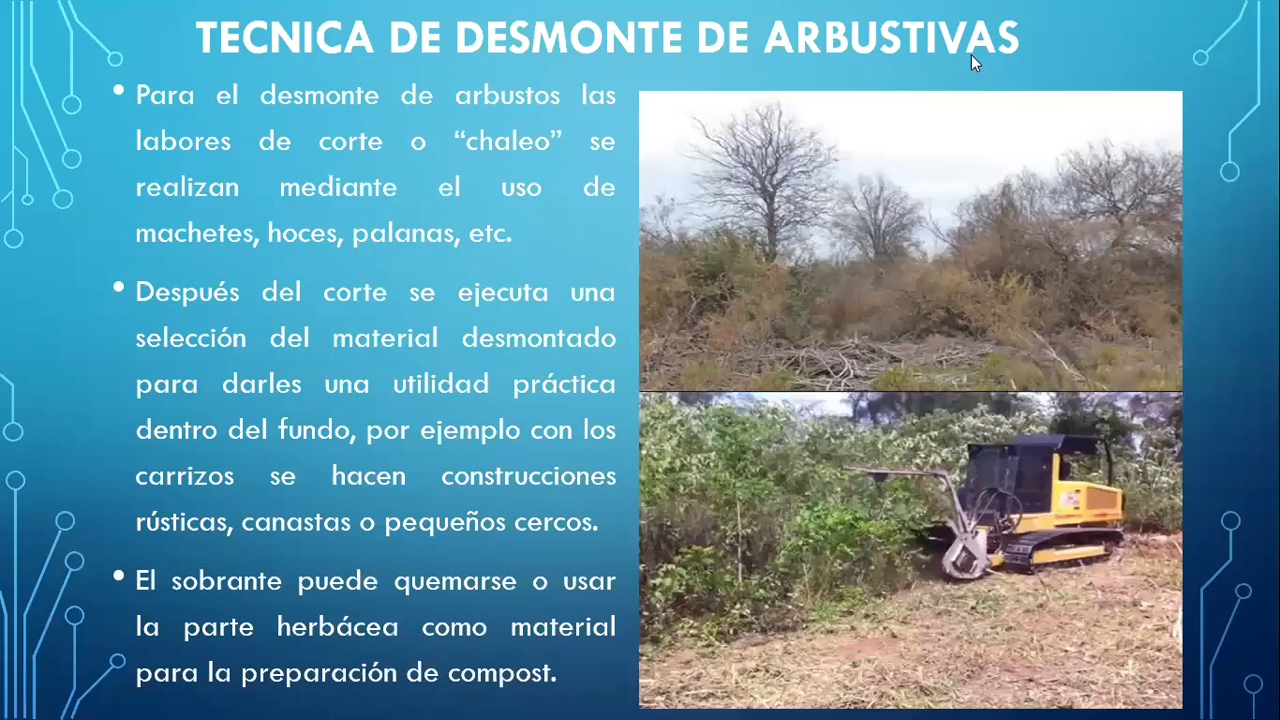 TECNICA DE DESMONTE DE ARBUSTIVAS
• Para el desmonte de arbustos las
labores de corte o “chaleo” se
realizan mediante el uso de
machetes, hoces, palanas, etc.
• Después del corte se ejecuta una
selección del material desmontado
para darles una utilidad práctica
dentro del fundo, por ejemplo con los
carrizos se hacen construcciones
rústicas, canastas o pequeños cercos.
• El sobrante puede quemarse o usar
la parte herbácea como material
para la preparación de compost.